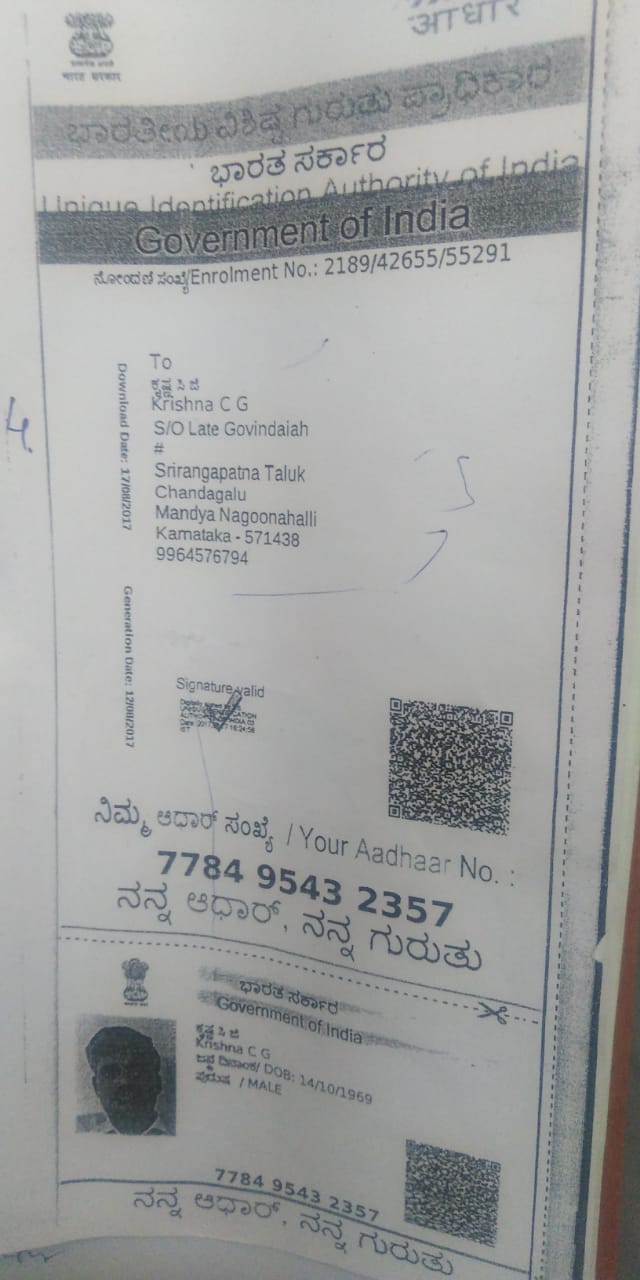 आधार
भारत सरकार
ಭಾರತೀಯ ವಿಶಿಷ್ಟ ಗುರುತು ಪ್ರಾಧಿಕಾರ
ಭಾರತ ಸರ್ಕಾರ
Unique Identification Authority of India
Government of India
ನೋಂದಣಿ ಸಂಖ್ಯೆ/Enrolment No.: 2189/42655/55291
To
ಕೃಷ್ಣ ಸಿ ಜಿ
Krishna C G
S/O Late Govindaiah
#
Srirangapatna Taluk
Chandagalu
Mandya Nagoonahalli
Karnataka - 571438
9964576794
Download Date: 17/08/2017
Generation Date: 12/08/2017
4.
Signature valid
ನಿಮ್ಮ ಆಧಾರ್ ಸಂಖ್ಯೆ / Your Aadhaar No. :
7784 9543 2357
ನನ್ನ ಆಧಾರ್, ನನ್ನ ಗುರುತು
ಭಾರತ ಸರ್ಕಾರ
Government of India
ಕೃಷ್ಣ ಸಿ ಜಿ
Krishna C G
ಜನ್ಮ ದಿನಾಂಕ/ DOB: 14/10/1969
ಪುರುಷ / MALE
7784 9543 2357
ನನ್ನ ಆಧಾರ್, ನನ್ನ ಗುರುತು